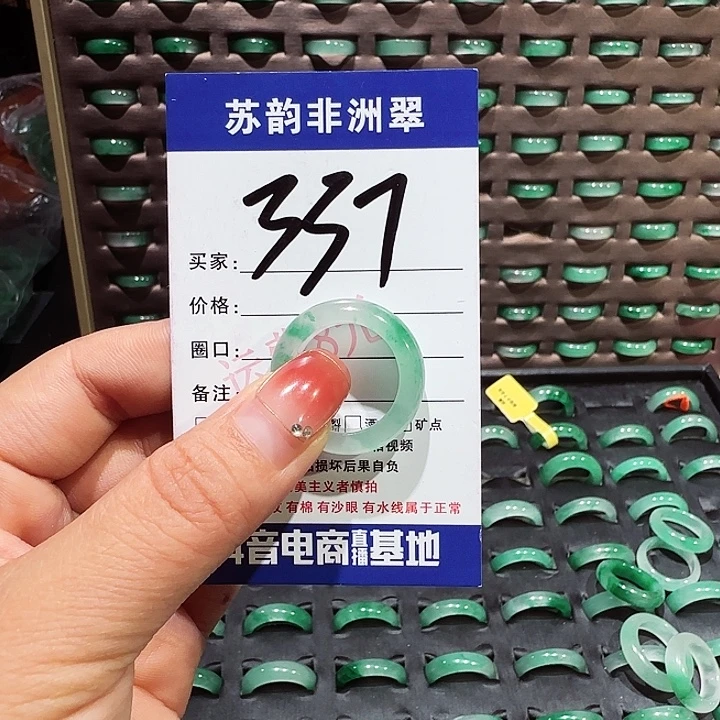 苏韵非洲翠
337
买家:
价格:
圈口:
备注:
矿点
视频
损坏后果自负
美主义者慎拍
有棉 有沙眼 有水线属于正常
音电商直播基地